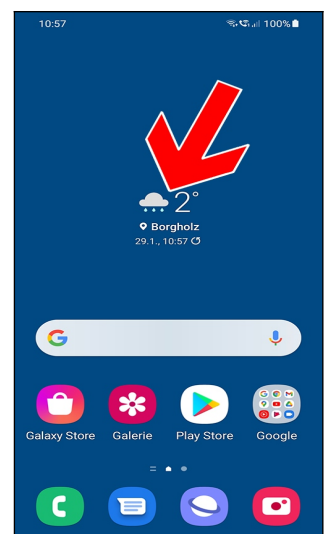 10:57
100%
2°
Borgholz
29.1., 10:57
Galaxy Store
Galerie
Play Store
Google